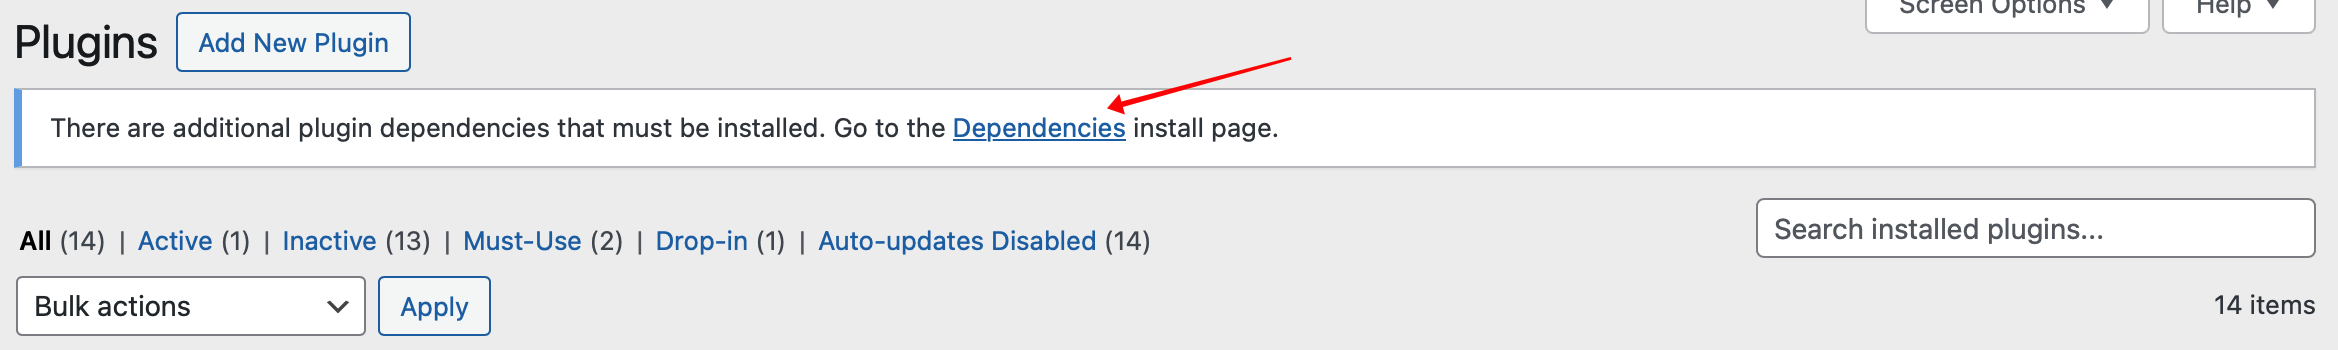 Screen Options ▼ Help ▼
Plugins Add New Plugin
There are additional plugin dependencies that must be installed. Go to the Dependencies install page.
All (14) | Active (1) | Inactive (13) | Must-Use (2) | Drop-in (1) | Auto-updates Disabled (14)
Search installed plugins...
Bulk actions Apply
14 items